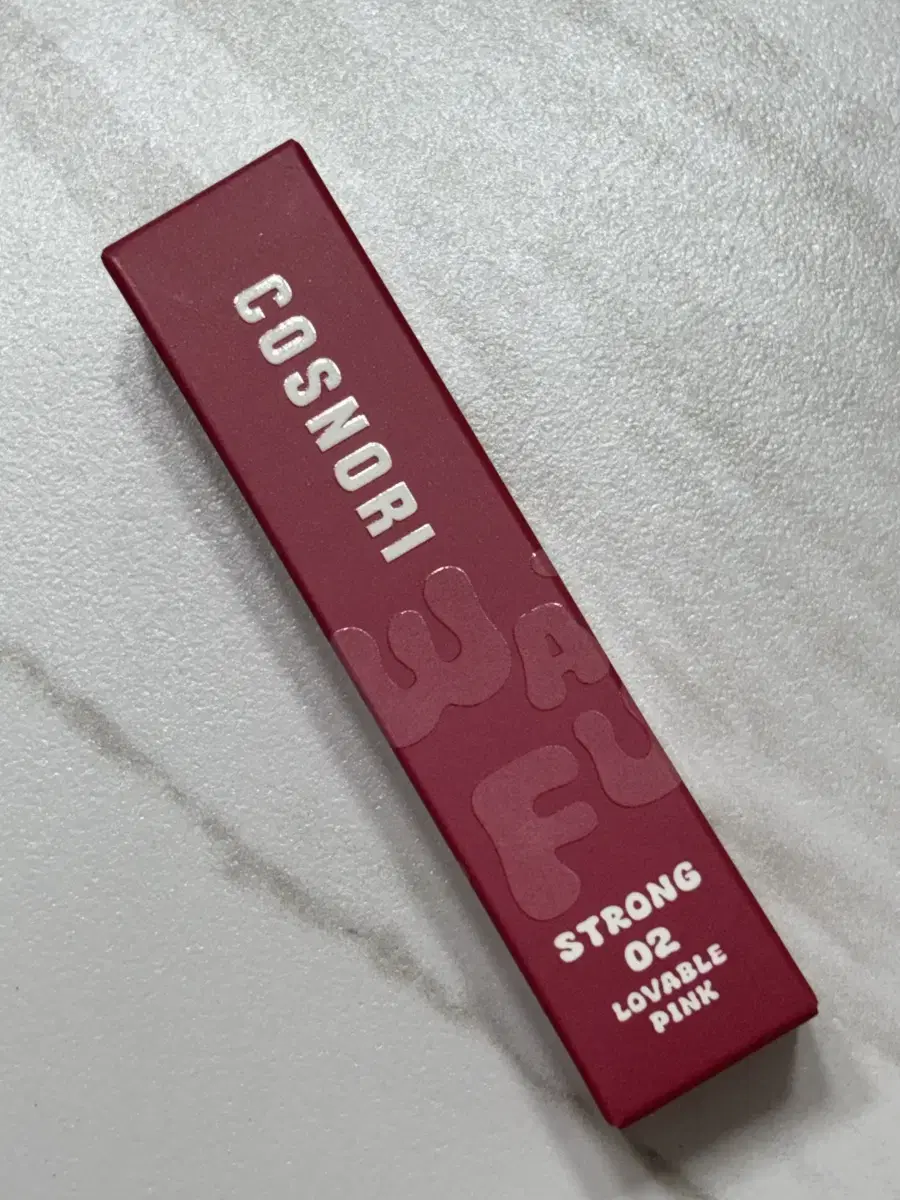 COSNORI
STRONG
02
LOVABLE
PINK